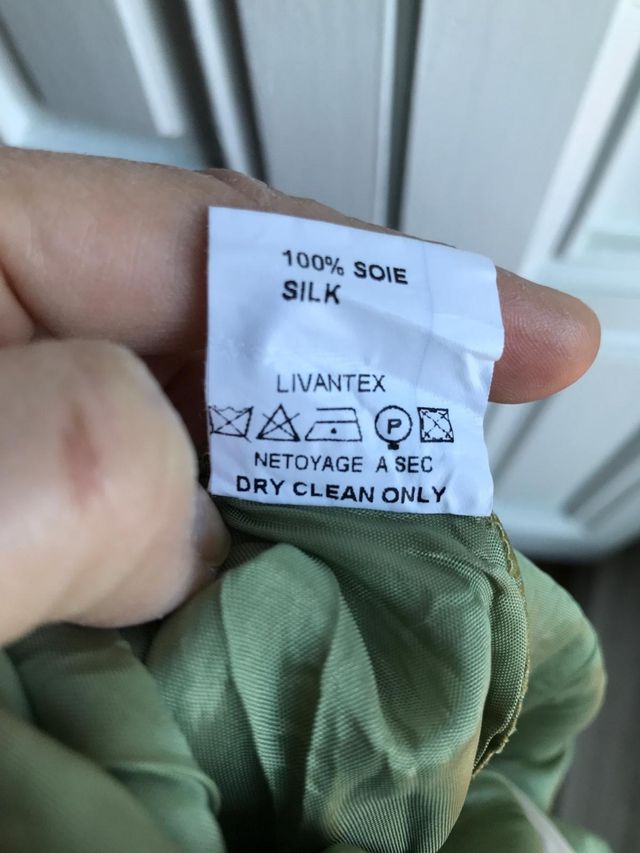 100% SOIE
SILK
LIVANTEX
P
NETOYAGE A SEC
DRY CLEAN ONLY